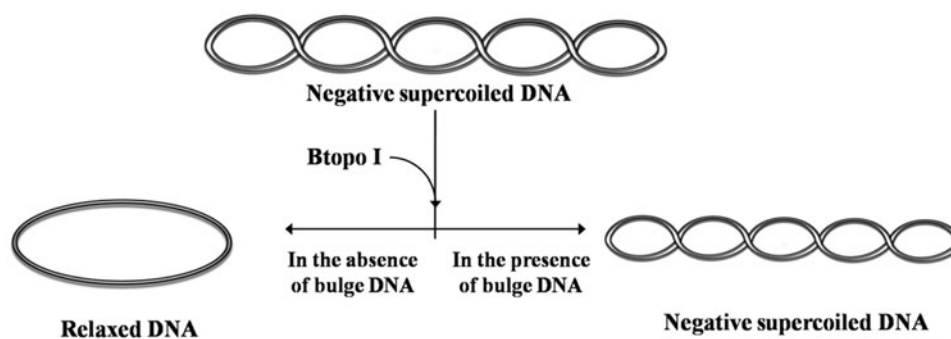 Negative supercoiled DNA
Btopo I
In the absence
of bulge DNA
In the presence
of bulge DNA
Relaxed DNA
Negative supercoiled DNA